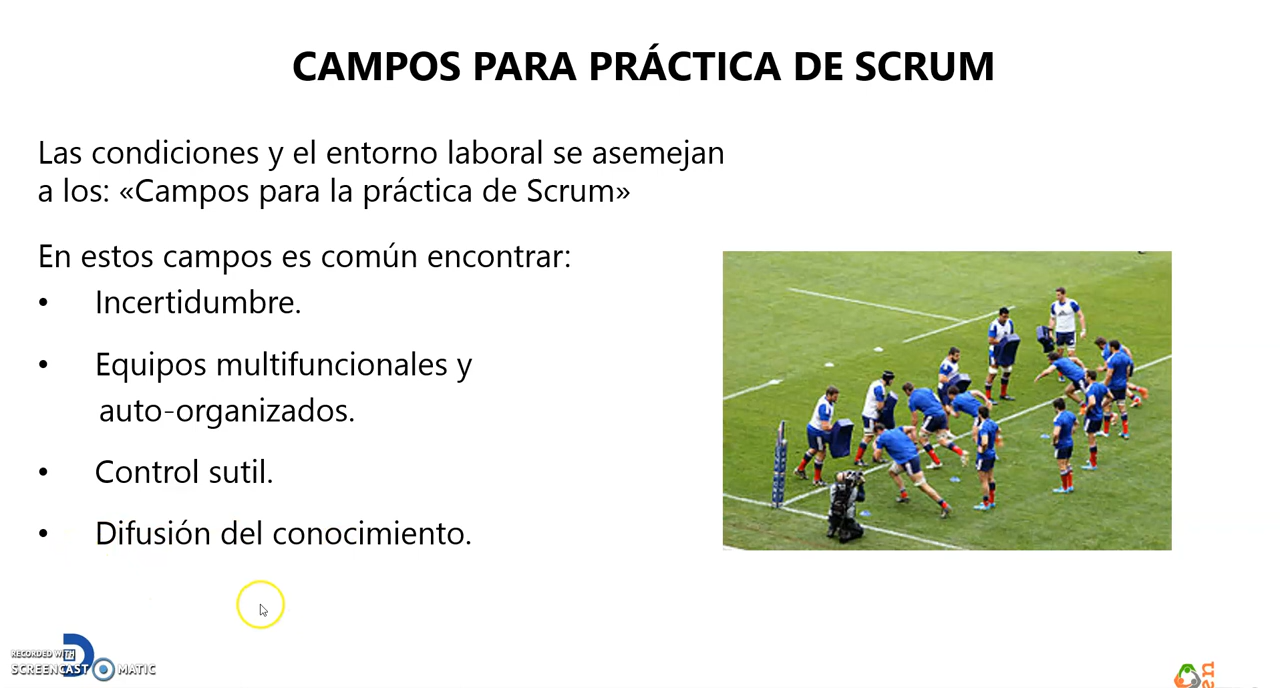 CAMPOS PARA PRÁCTICA DE SCRUM
Las condiciones y el entorno laboral se asemejan
a los: «Campos para la práctica de Scrum»
En estos campos es común encontrar:
• Incertidumbre.
• Equipos multifuncionales y
auto-organizados.
• Control sutil.
• Difusión del conocimiento.
RECORDED WITH
SCREENCAST MATIC
en